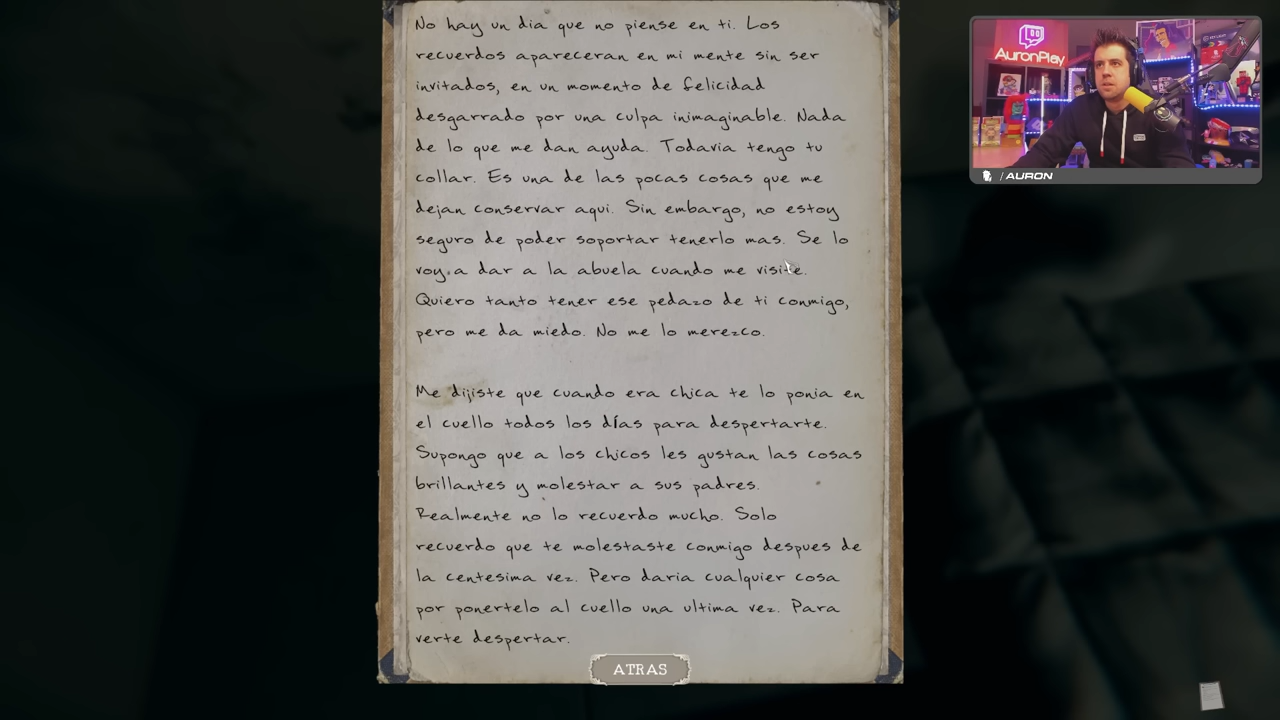 No hay un dia que no piense en ti. Los
recuerdos apareceran en mi mente sin ser
invitados, en un momento de felicidad
desgarrado por una culpa inimaginable. Nada
de lo que me dan ayuda. Todavia tengo tu
collar. Es una de las pocas cosas que me
dejan conservar aqui. Sin embargo, no estoy
seguro de poder soportar tenerlo mas. Se lo
voy a dar a la abuela cuando me visite.
Quiero tanto tener ese pedazo de ti conmigo,
pero me da miedo. No me lo merezco.
Me dijiste que cuando era chica te lo ponia en
el cuello todos los días para despertarte.
Supongo que a los chicos les gustan las cosas
brillantes y molestar a sus padres.
Realmente no lo recuerdo mucho. Solo
recuerdo que te molestaste conmigo despues de
la centesima vez. Pero daria cualquier cosa
por ponertelo al cuello una ultima vez. Para
verte despertar.
ATRAS
AuronPlay
/ AURON